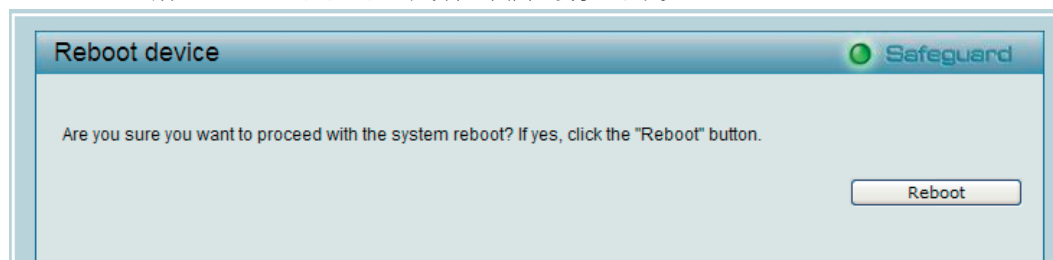 Reboot device
Safeguard
Are you sure you want to proceed with the system reboot? If yes, click the "Reboot" button.
Reboot